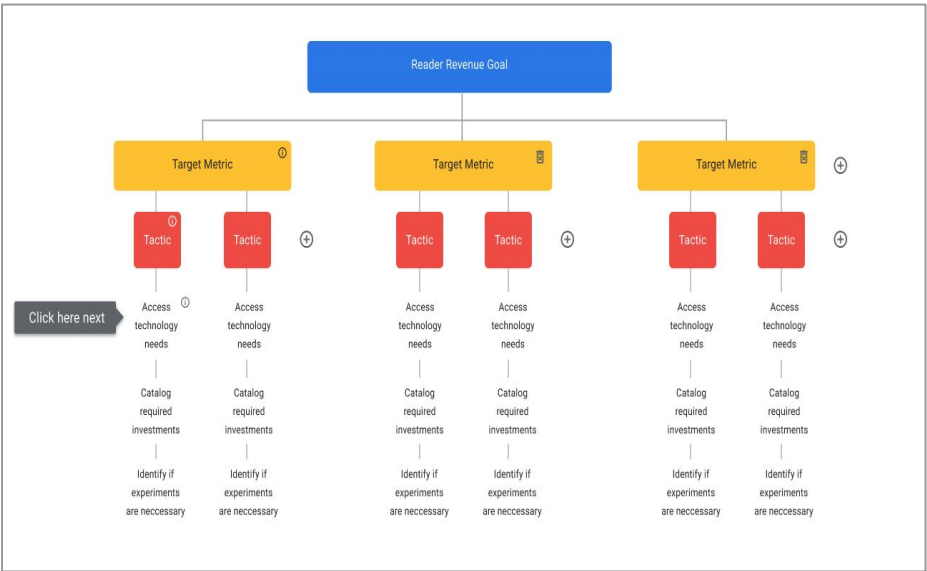 Reader Revenue Goal
Target Metric
Target Metric
Target Metric
Tactic
Tactic
Tactic
Tactic
Tactic
Tactic
Click here next
Access
technology
needs
Access
technology
needs
Access
technology
needs
Access
technology
needs
Access
technology
needs
Access
technology
needs
Catalog
required
investments
Catalog
required
investments
Catalog
required
investments
Catalog
required
investments
Catalog
required
investments
Catalog
required
investments
Identify if
experiments
are neccessary
Identify if
experiments
are neccessary
Identify if
experiments
are neccessary
Identify if
experiments
are neccessary
Identify if
experiments
are neccessary
Identify if
experiments
are neccessary